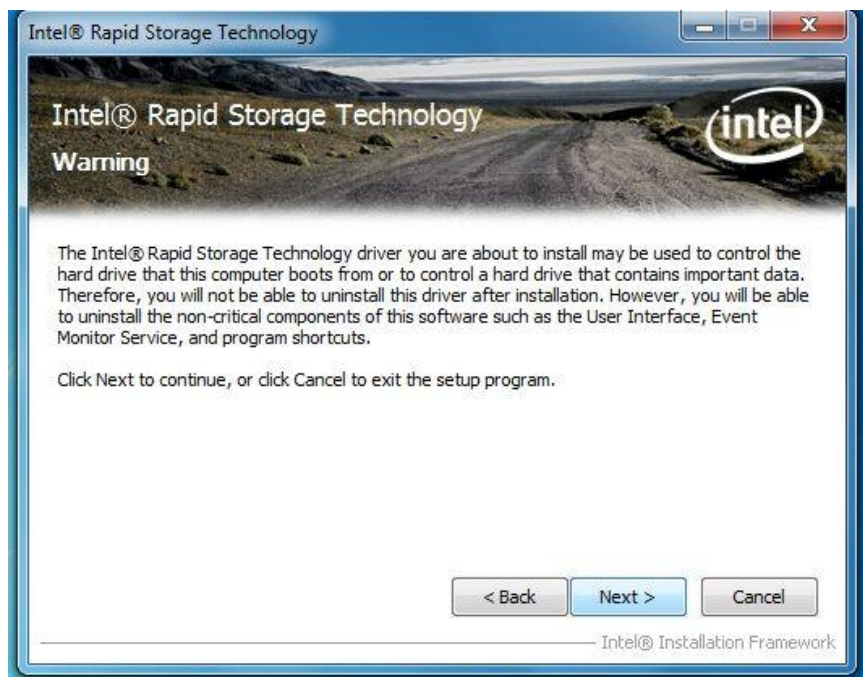 Intel® Rapid Storage Technology
Intel® Rapid Storage Technology
intel
Warning
The Intel® Rapid Storage Technology driver you are about to install may be used to control the
hard drive that this computer boots from or to control a hard drive that contains important data.
Therefore, you will not be able to uninstall this driver after installation. However, you will be able
to uninstall the non-critical components of this software such as the User Interface, Event
Monitor Service, and program shortcuts.
Click Next to continue, or click Cancel to exit the setup program.
< Back Next > Cancel
Intel® Installation Framework